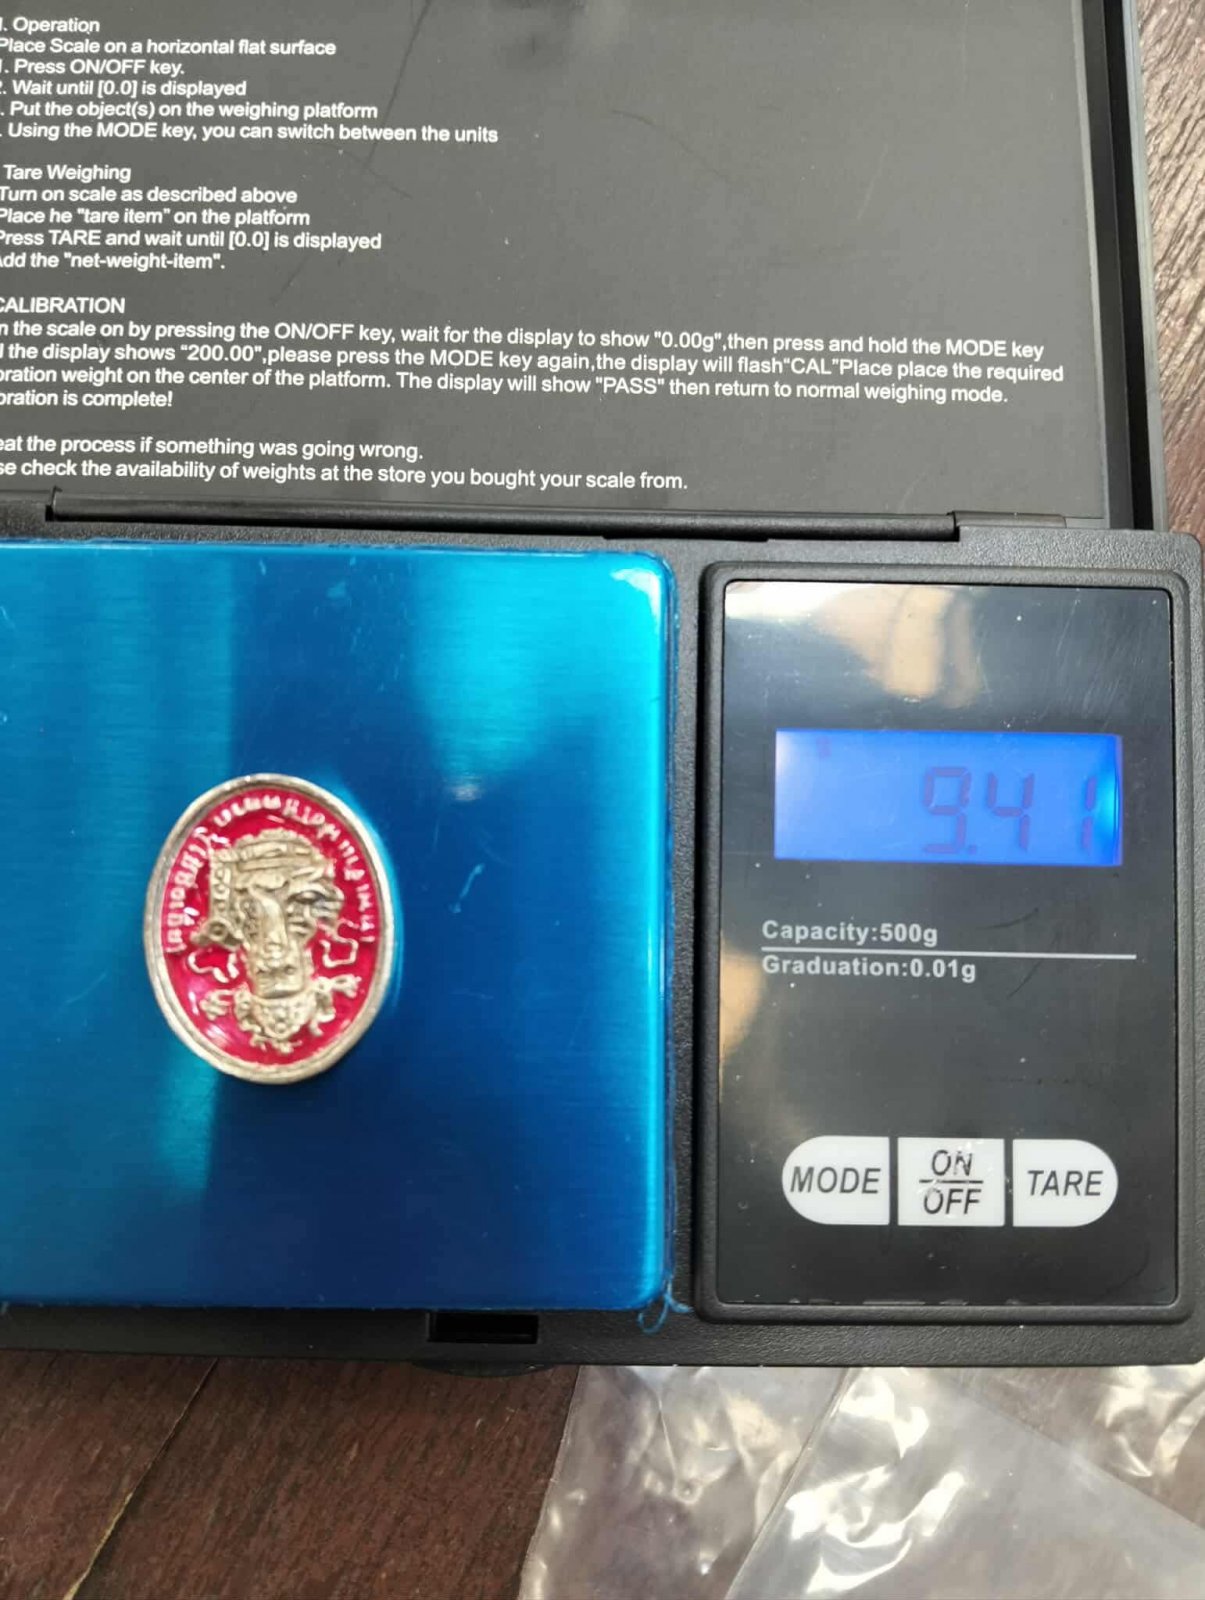 1. Operation
Place Scale on a horizontal flat surface
1. Press ON/OFF key.
2. Wait until [0.0] is displayed
. Put the object(s) on the weighing platform
. Using the MODE key, you can switch between the units
Tare Weighing
Turn on scale as described above
Place he "tare item" on the platform
Press TARE and wait until [0.0] is displayed
Add the "net-weight-item".
CALIBRATION
n the scale on by pressing the ON/OFF key, wait for the display to show "0.00g",then press and hold the MODE key
l the display shows "200.00",please press the MODE key again,the display will flash"CAL"Place place the required
bration weight on the center of the platform. The display will show "PASS" then return to normal weighing mode.
bration is complete!
eat the process if something was going wrong.
se check the availability of weights at the store you bought your scale from.
9.41
Capacity:500g
Graduation:0.01g
MODE
ON
OFF
TARE